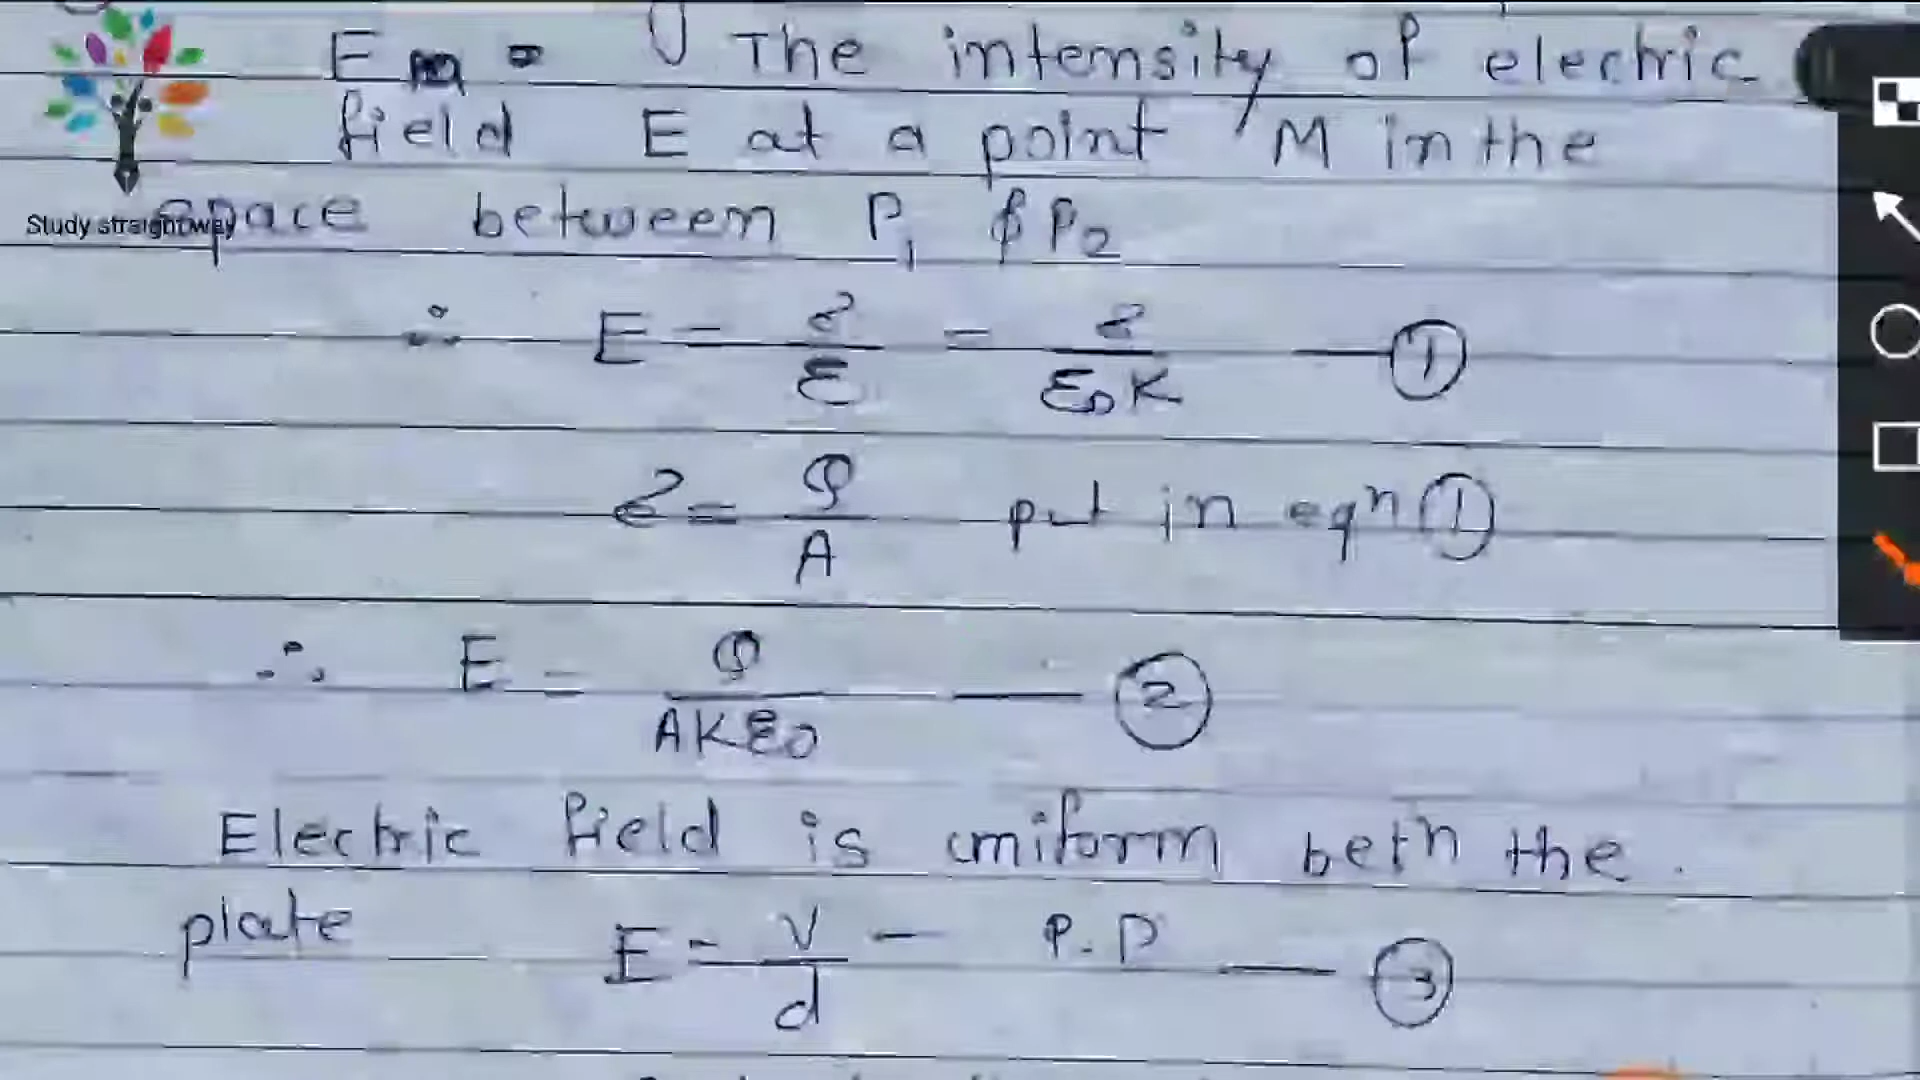 E = The intensity of electric
field E at a point M in the
space between P₁ & P₂
Study straightway
∴ E = σ/ε = σ/ε₀K — ①
σ = Q/A put in eqⁿ ①
∴ E = Q/AKε₀ — ②
Electric field is uniform betⁿ the
plate E = V/d — P.D — ③